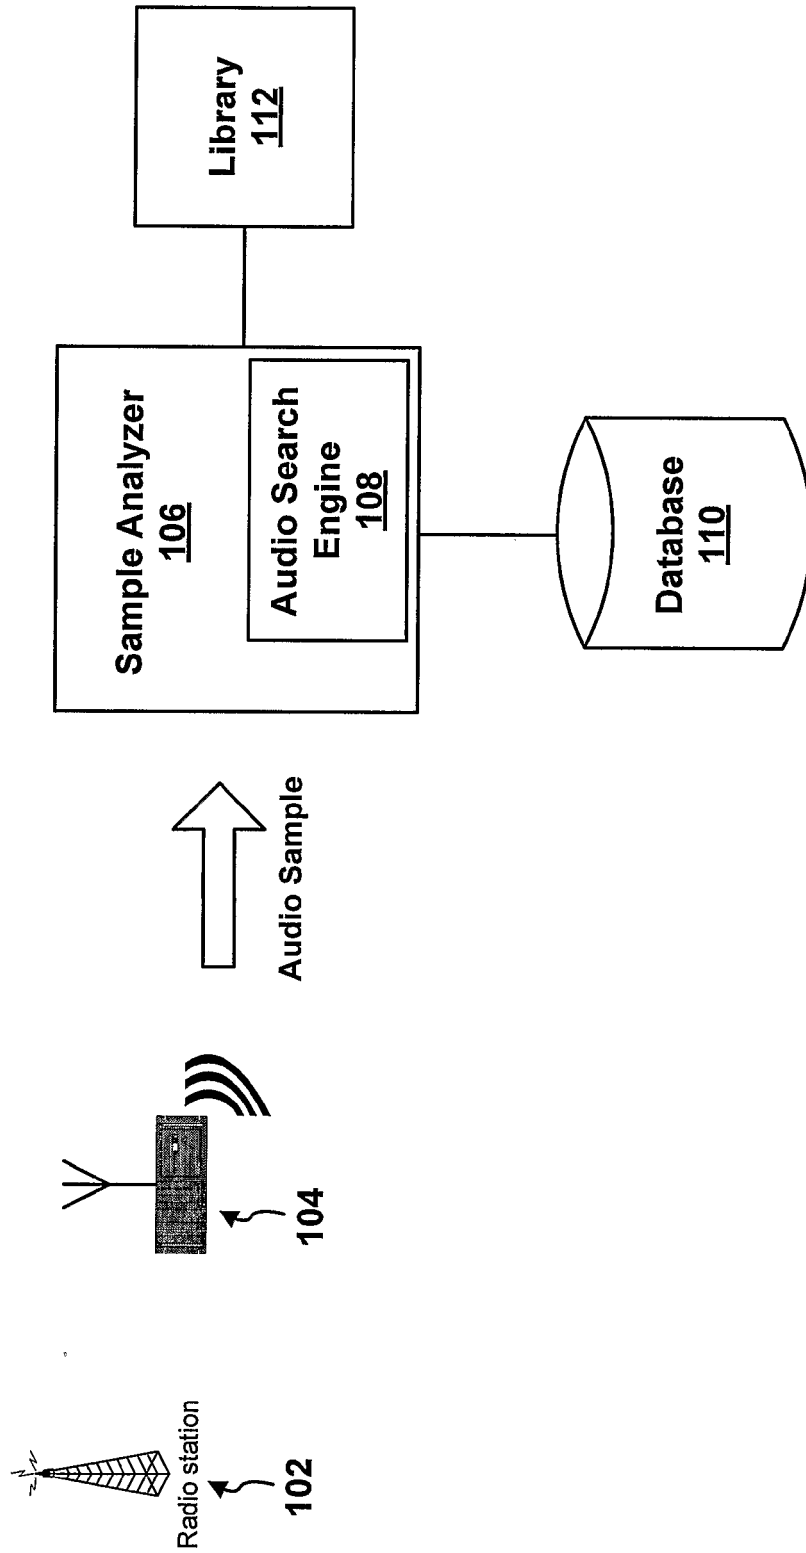 Radio station
102
104
Audio Sample
Sample Analyzer
106
Audio Search
Engine
108
Library
112
Database
110